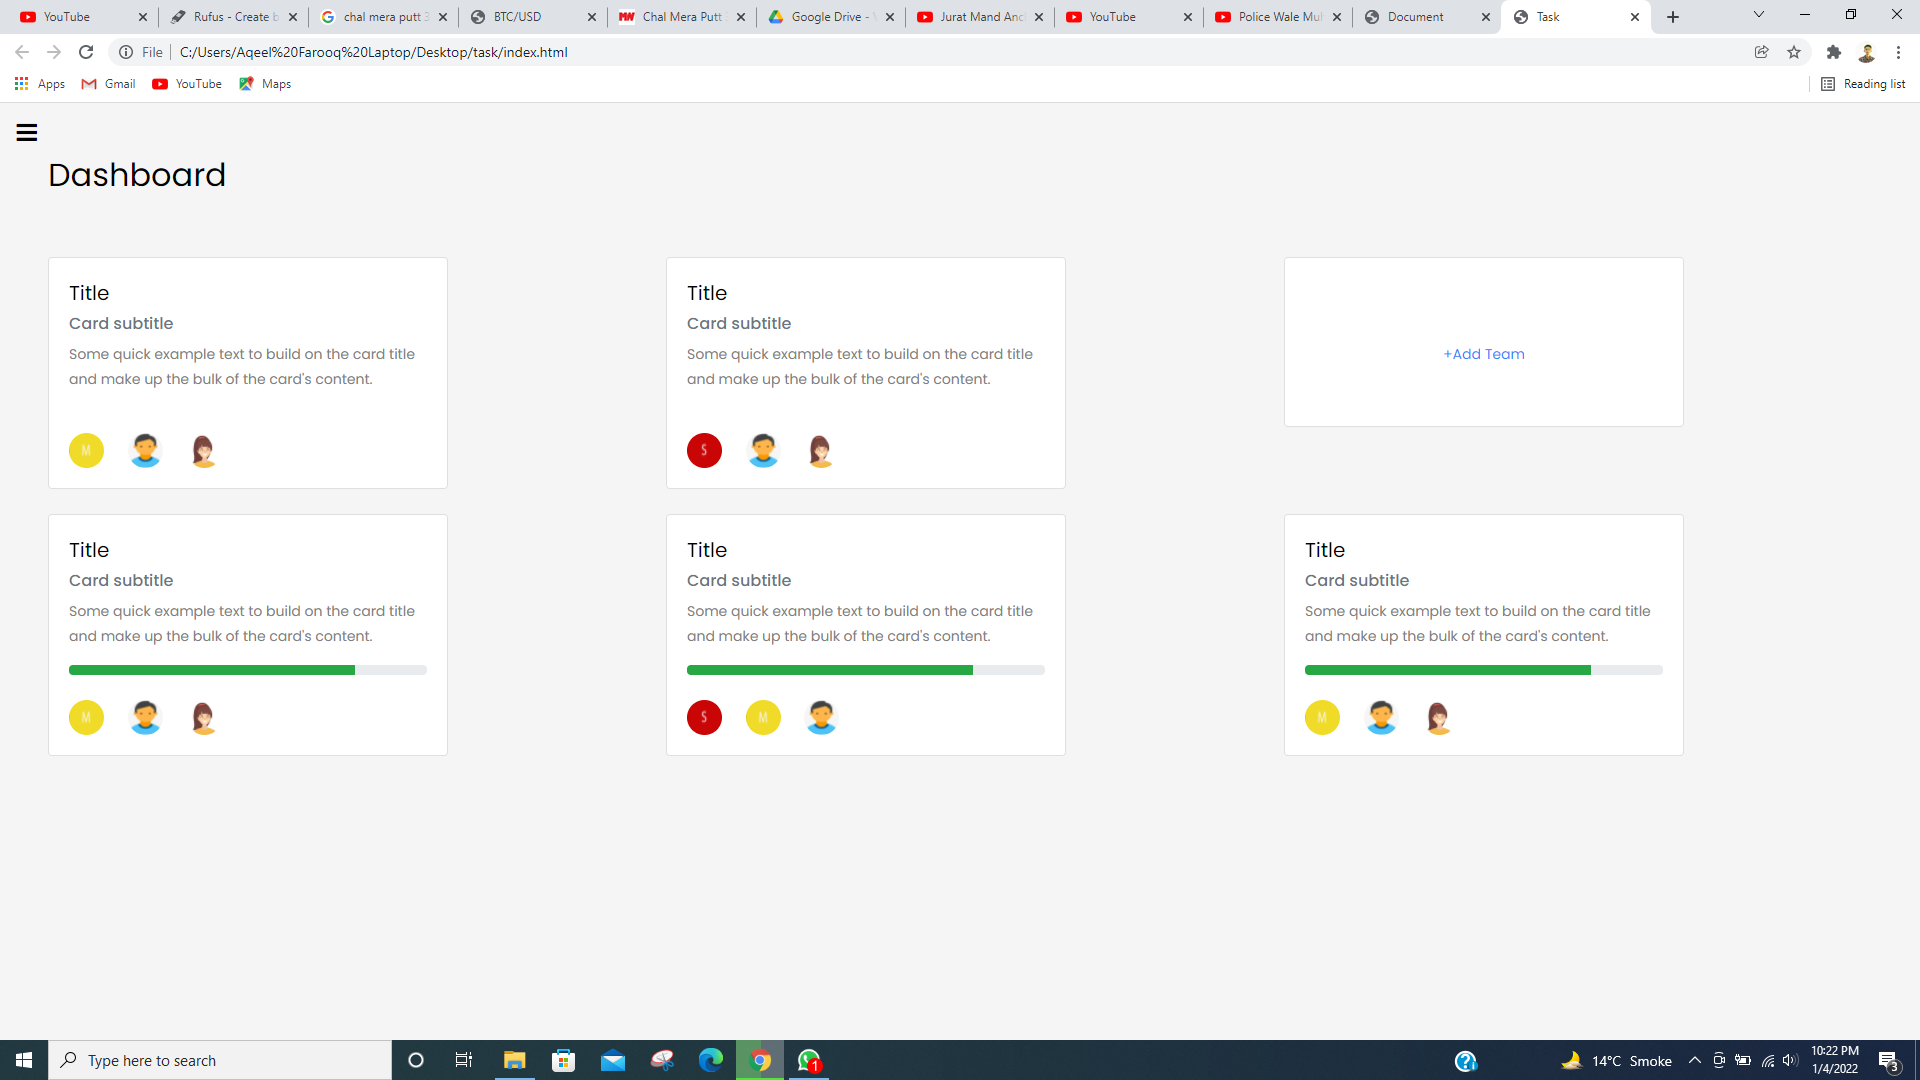 YouTube
Rufus - Create b
chal mera putt 3
BTC/USD
Chal Mera Putt
Google Drive -
Jurat Mand Anc
YouTube
Police Wale Mul
Document
Task
File
C:/Users/Aqeel%20Farooq%20Laptop/Desktop/task/index.html
Apps
Gmail
YouTube
Maps
Reading list
Dashboard
Title
Card subtitle
Some quick example text to build on the card title
and make up the bulk of the card's content.
M
Title
Card subtitle
Some quick example text to build on the card title
and make up the bulk of the card's content.
S
+Add Team
Title
Card subtitle
Some quick example text to build on the card title
and make up the bulk of the card's content.
M
Title
Card subtitle
Some quick example text to build on the card title
and make up the bulk of the card's content.
S M
Title
Card subtitle
Some quick example text to build on the card title
and make up the bulk of the card's content.
M
Type here to search
1
14°C Smoke
10:22 PM
1/4/2022
3